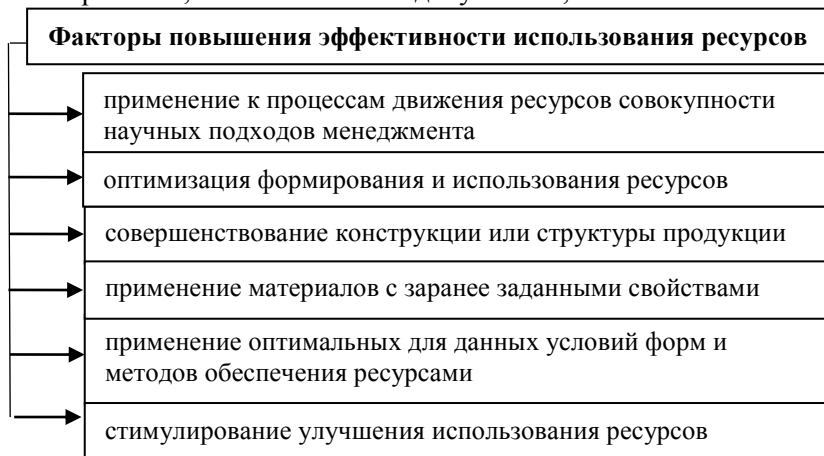 Факторы повышения эффективности использования ресурсов
применение к процессам движения ресурсов совокупности
научных подходов менеджмента
оптимизация формирования и использования ресурсов
совершенствование конструкции или структуры продукции
применение материалов с заранее заданными свойствами
применение оптимальных для данных условий форм и
методов обеспечения ресурсами
стимулирование улучшения использования ресурсов